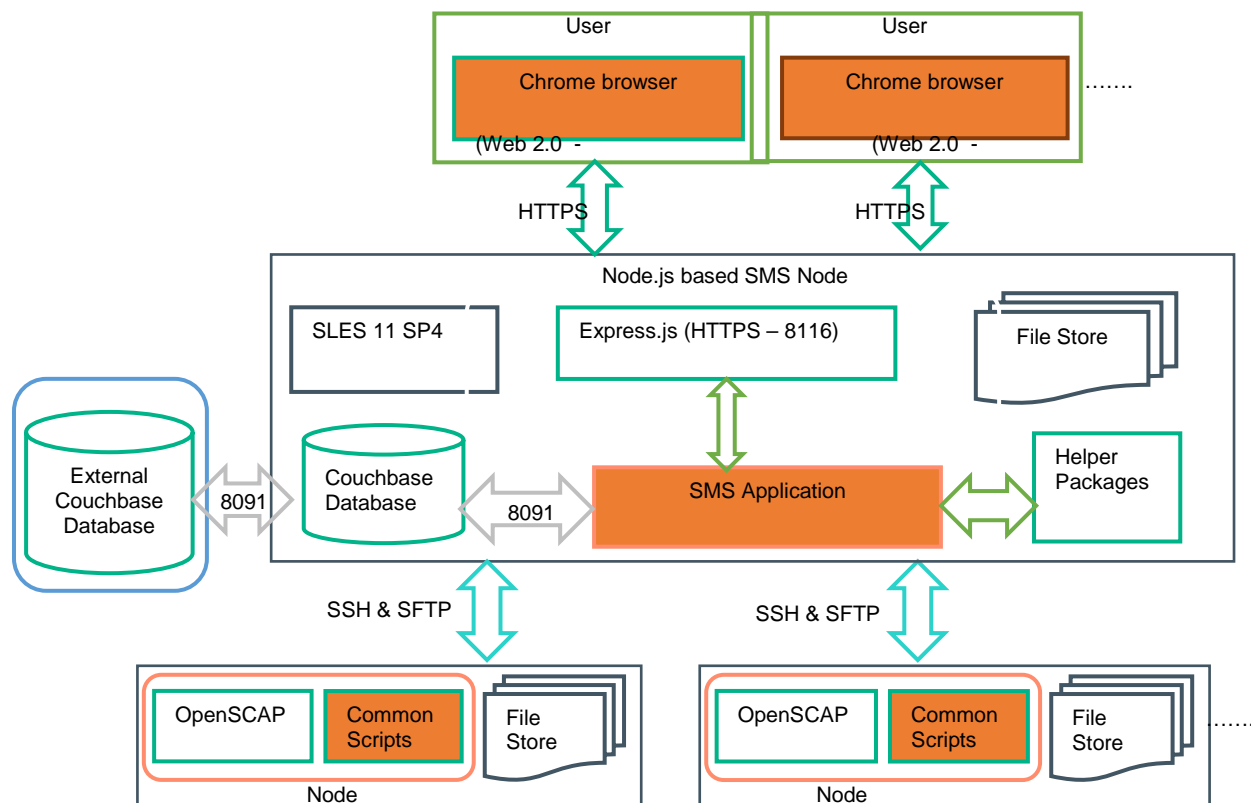 User
User
Chrome browser
Chrome browser
.......
(Web 2.0 -
(Web 2.0 -
HTTPS
HTTPS
Node.js based SMS Node
SLES 11 SP4
Express.js (HTTPS – 8116)
File Store
External
Couchbase
Database
8091
Couchbase
Database
8091
SMS Application
Helper
Packages
SSH & SFTP
SSH & SFTP
OpenSCAP
Common
Scripts
File
Store
Node
OpenSCAP
Common
Scripts
File
Store
Node
........